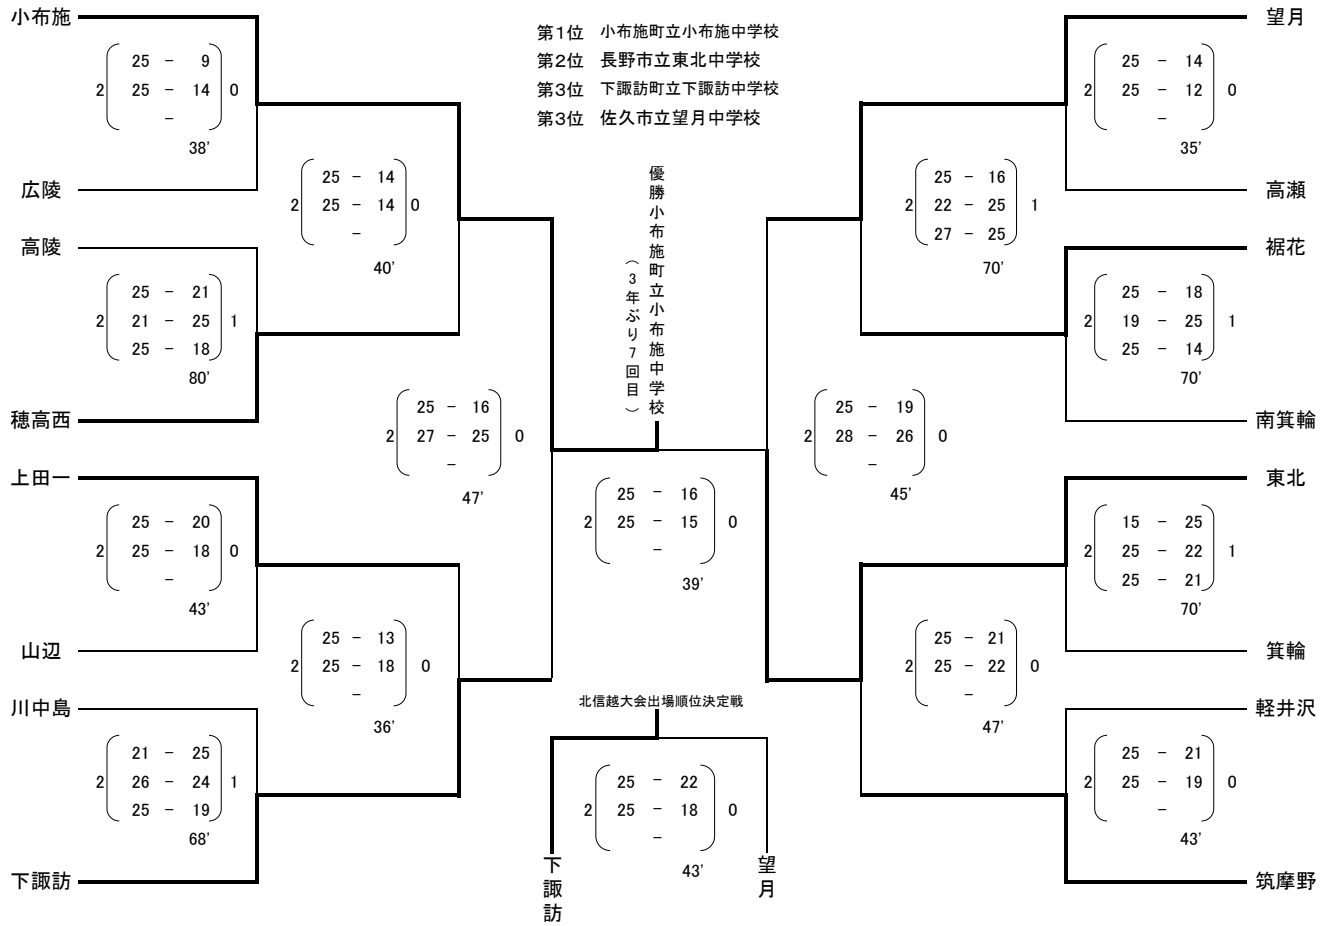 第1位 小布施町立小布施中学校
第2位 長野市立東北中学校
第3位 下諏訪町立下諏訪中学校
第3位 佐久市立望月中学校
優勝小布施町立小布施中学校
（3年ぶり7回目）
小布施
25 － 9
2 25 － 14 0
－
38'
広陵
25 － 14
2 25 － 14 0
－
40'
高陵
25 － 21
2 21 － 25 1
25 － 18
80'
穂高西
25 － 16
2 27 － 25 0
－
47'
上田一
25 － 20
2 25 － 18 0
－
43'
山辺
25 － 13
2 25 － 18 0
－
36'
川中島
21 － 25
2 26 － 24 1
25 － 19
68'
下諏訪
25 － 16
2 25 － 15 0
－
39'
北信越大会出場順位決定戦
25 － 22
2 25 － 18 0
－
43'
下諏訪
望月
望月
25 － 14
2 25 － 12 0
－
35'
高瀬
25 － 16
2 22 － 25 1
27 － 25
70'
裾花
25 － 18
2 19 － 25 1
25 － 14
70'
南箕輪
25 － 19
2 28 － 26 0
－
45'
東北
15 － 25
2 25 － 22 1
25 － 21
70'
箕輪
25 － 21
2 25 － 22 0
－
47'
軽井沢
25 － 21
2 25 － 19 0
－
43'
筑摩野